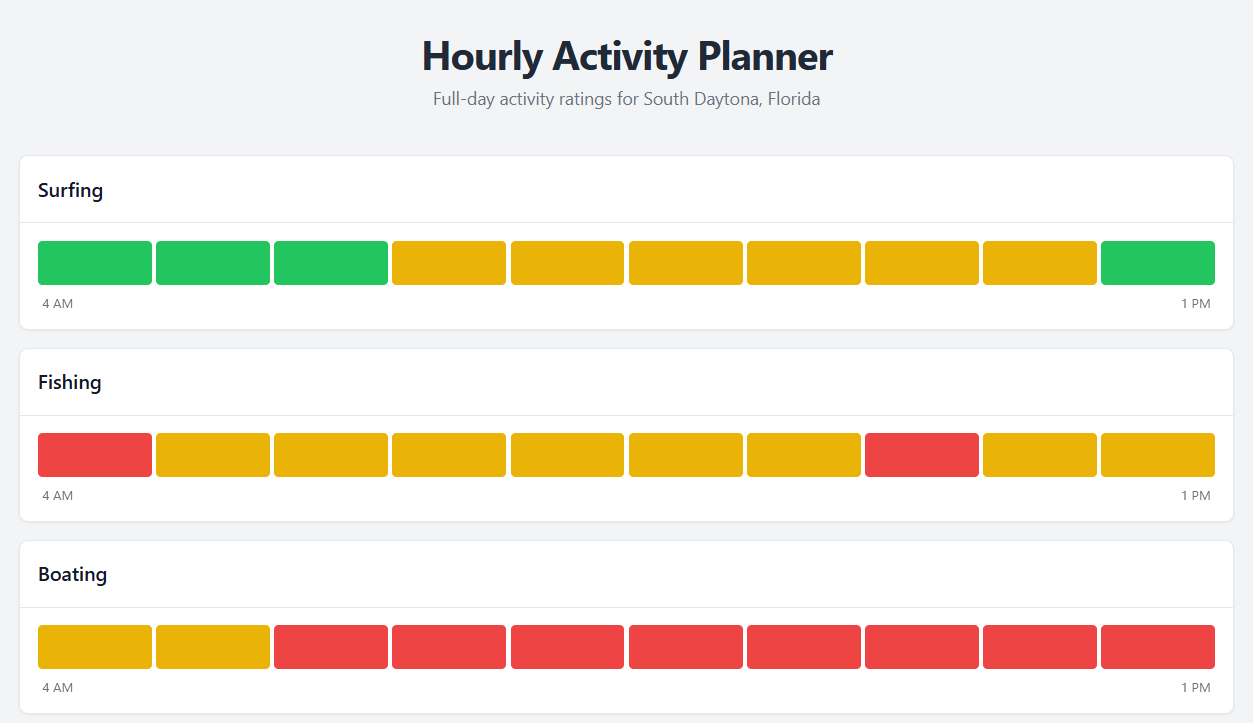 Hourly Activity Planner
Full-day activity ratings for South Daytona, Florida
Surfing
4 AM 1 PM
Fishing
4 AM 1 PM
Boating
4 AM 1 PM